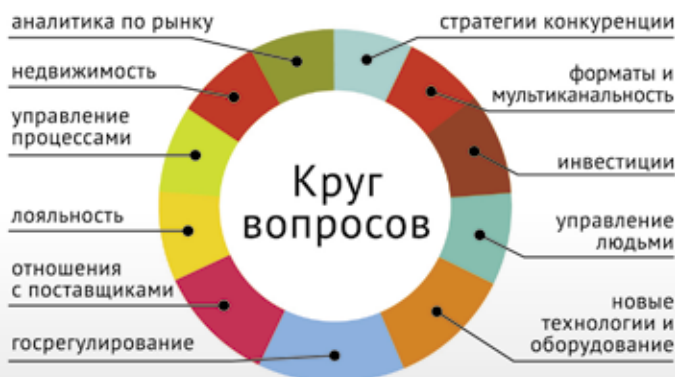 аналитика по рынку
недвижимость
управление
процессами
лояльность
отношения
с поставщиками
госрегулирование
Круг
вопросов
стратегии конкуренции
форматы и
мультиканальность
инвестиции
управление
людьми
новые
технологии и
оборудование